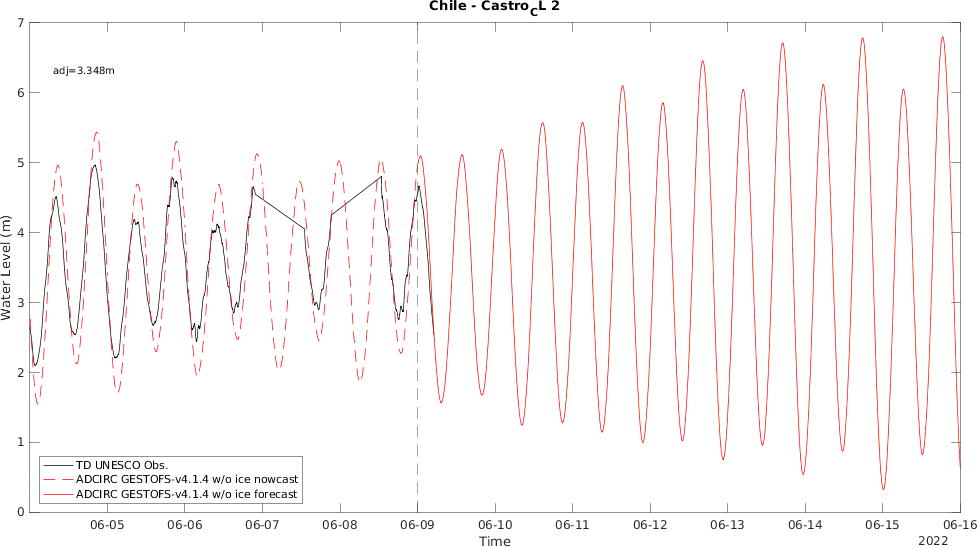 Chile - Castro_CL 2
7
adj=3.348m
6
5
4
Water Level (m)
3
2
1
TD UNESCO Obs.
ADCIRC GESTOFS-v4.1.4 w/o ice nowcast
ADCIRC GESTOFS-v4.1.4 w/o ice forecast
0
06-05 06-06 06-07 06-08 06-09 06-10 06-11 06-12 06-13 06-14 06-15 06-16
Time
2022